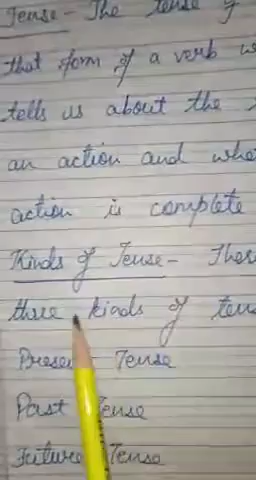 Tense - The tense of
that form of a verb
tells us about the
an action and
action is complete
Kinds of Tense - 
three kinds of
Present Tense
Past Tense
Future Tense